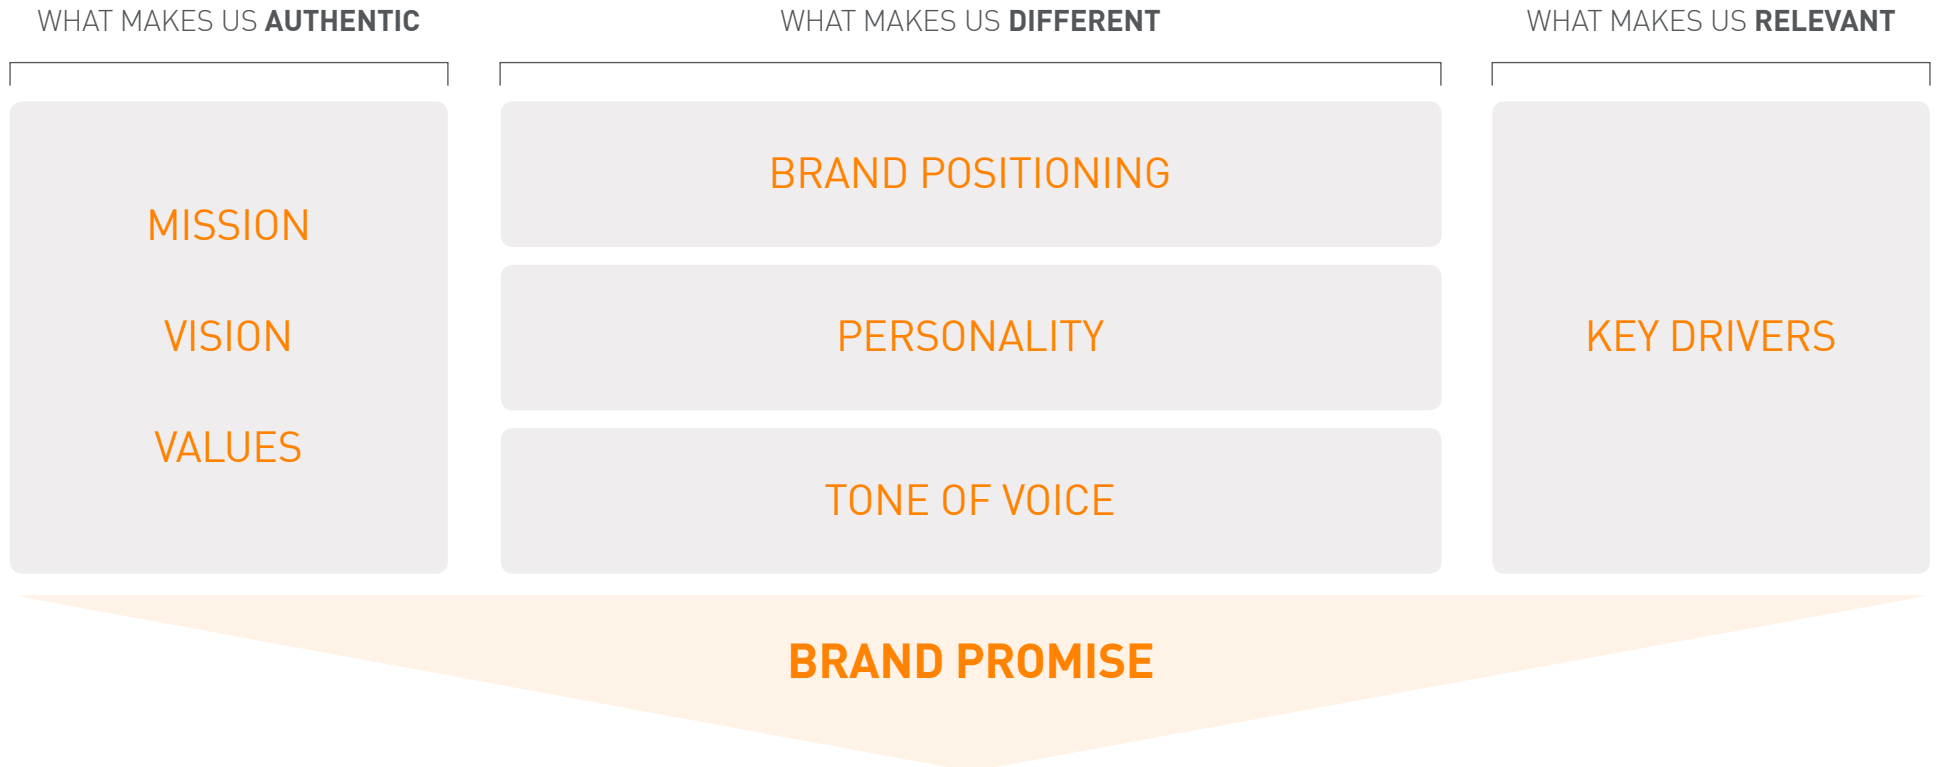 WHAT MAKES US AUTHENTIC
MISSION
VISION
VALUES
WHAT MAKES US DIFFERENT
BRAND POSITIONING
PERSONALITY
TONE OF VOICE
WHAT MAKES US RELEVANT
KEY DRIVERS
BRAND PROMISE